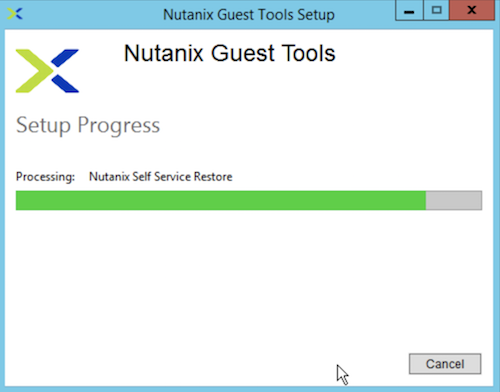 Nutanix Guest Tools Setup
Nutanix Guest Tools
Setup Progress
Processing: Nutanix Self Service Restore
Cancel